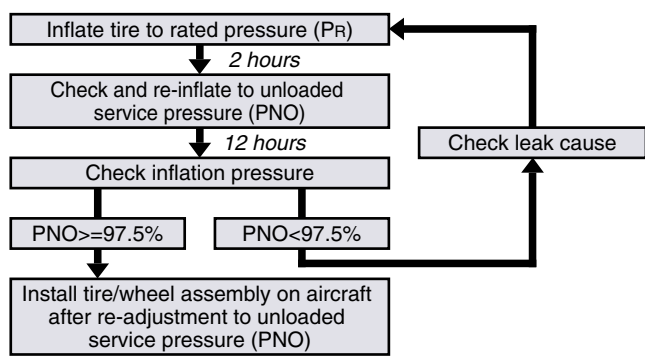 Inflate tire to rated pressure (PR)
2 hours
Check and re-inflate to unloaded
service pressure (PNO)
12 hours
Check inflation pressure
Check leak cause
PNO>=97.5%
PNO<97.5%
Install tire/wheel assembly on aircraft
after re-adjustment to unloaded
service pressure (PNO)